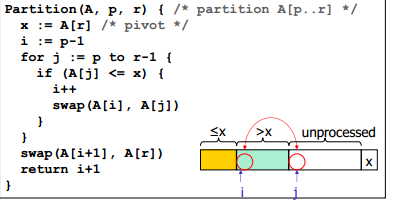 Partition(A, p, r) { /* partition A[p..r] */
x := A[r] /* pivot */
i := p-1
for j := p to r-1 {
if (A[j] <= x) {
i++
swap(A[i], A[j])
}
}
swap(A[i+1], A[r])
return i+1
}
≤x >x unprocessed
x
i j